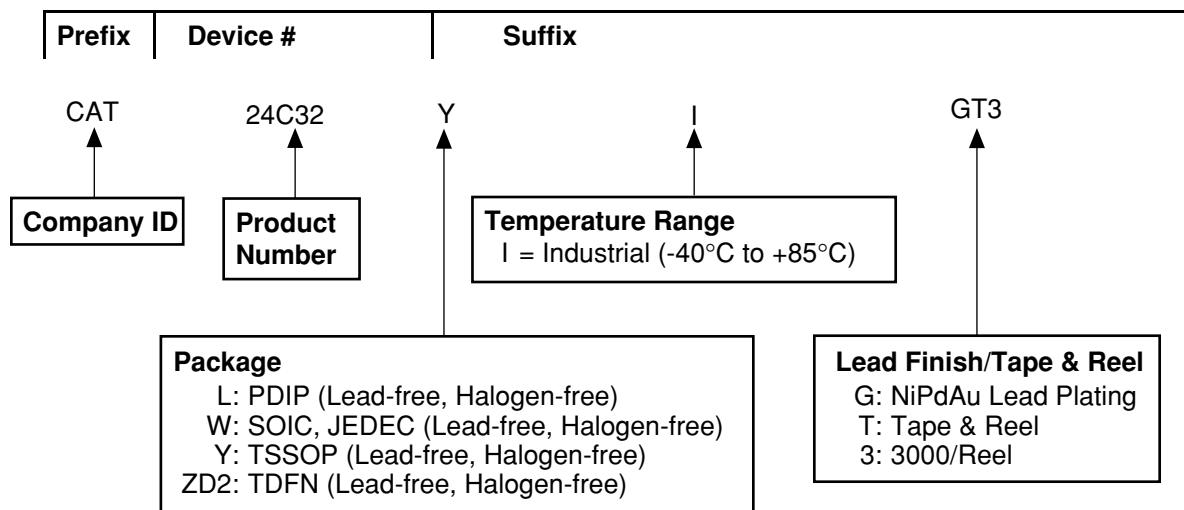 Prefix Device # Suffix
CAT 24C32 Y I GT3
Company ID
Product
Number
Temperature Range
I = Industrial (-40°C to +85°C)
Package
L: PDIP (Lead-free, Halogen-free)
W: SOIC, JEDEC (Lead-free, Halogen-free)
Y: TSSOP (Lead-free, Halogen-free)
ZD2: TDFN (Lead-free, Halogen-free)
Lead Finish/Tape & Reel
G: NiPdAu Lead Plating
T: Tape & Reel
3: 3000/Reel